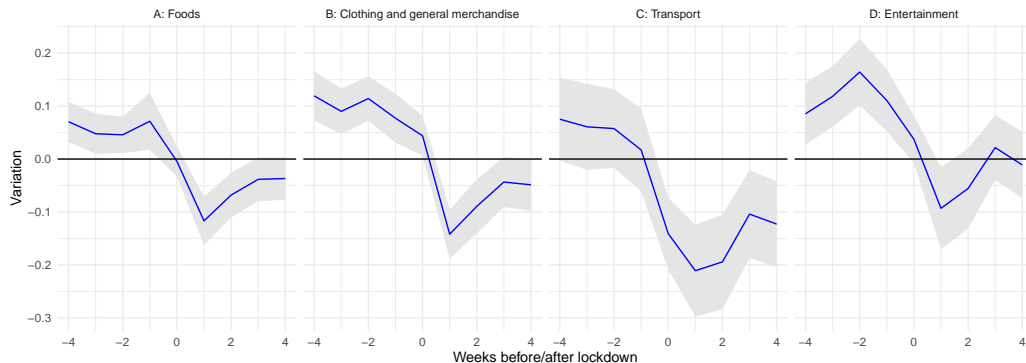 A: Foods
B: Clothing and general merchandise
C: Transport
D: Entertainment
0.2
0.1
0.0
−0.1
−0.2
−0.3
Variation
−4 −2 0 2 4 −4 −2 0 2 4 −4 −2 0 2 4 −4 −2 0 2 4
Weeks before/after lockdown